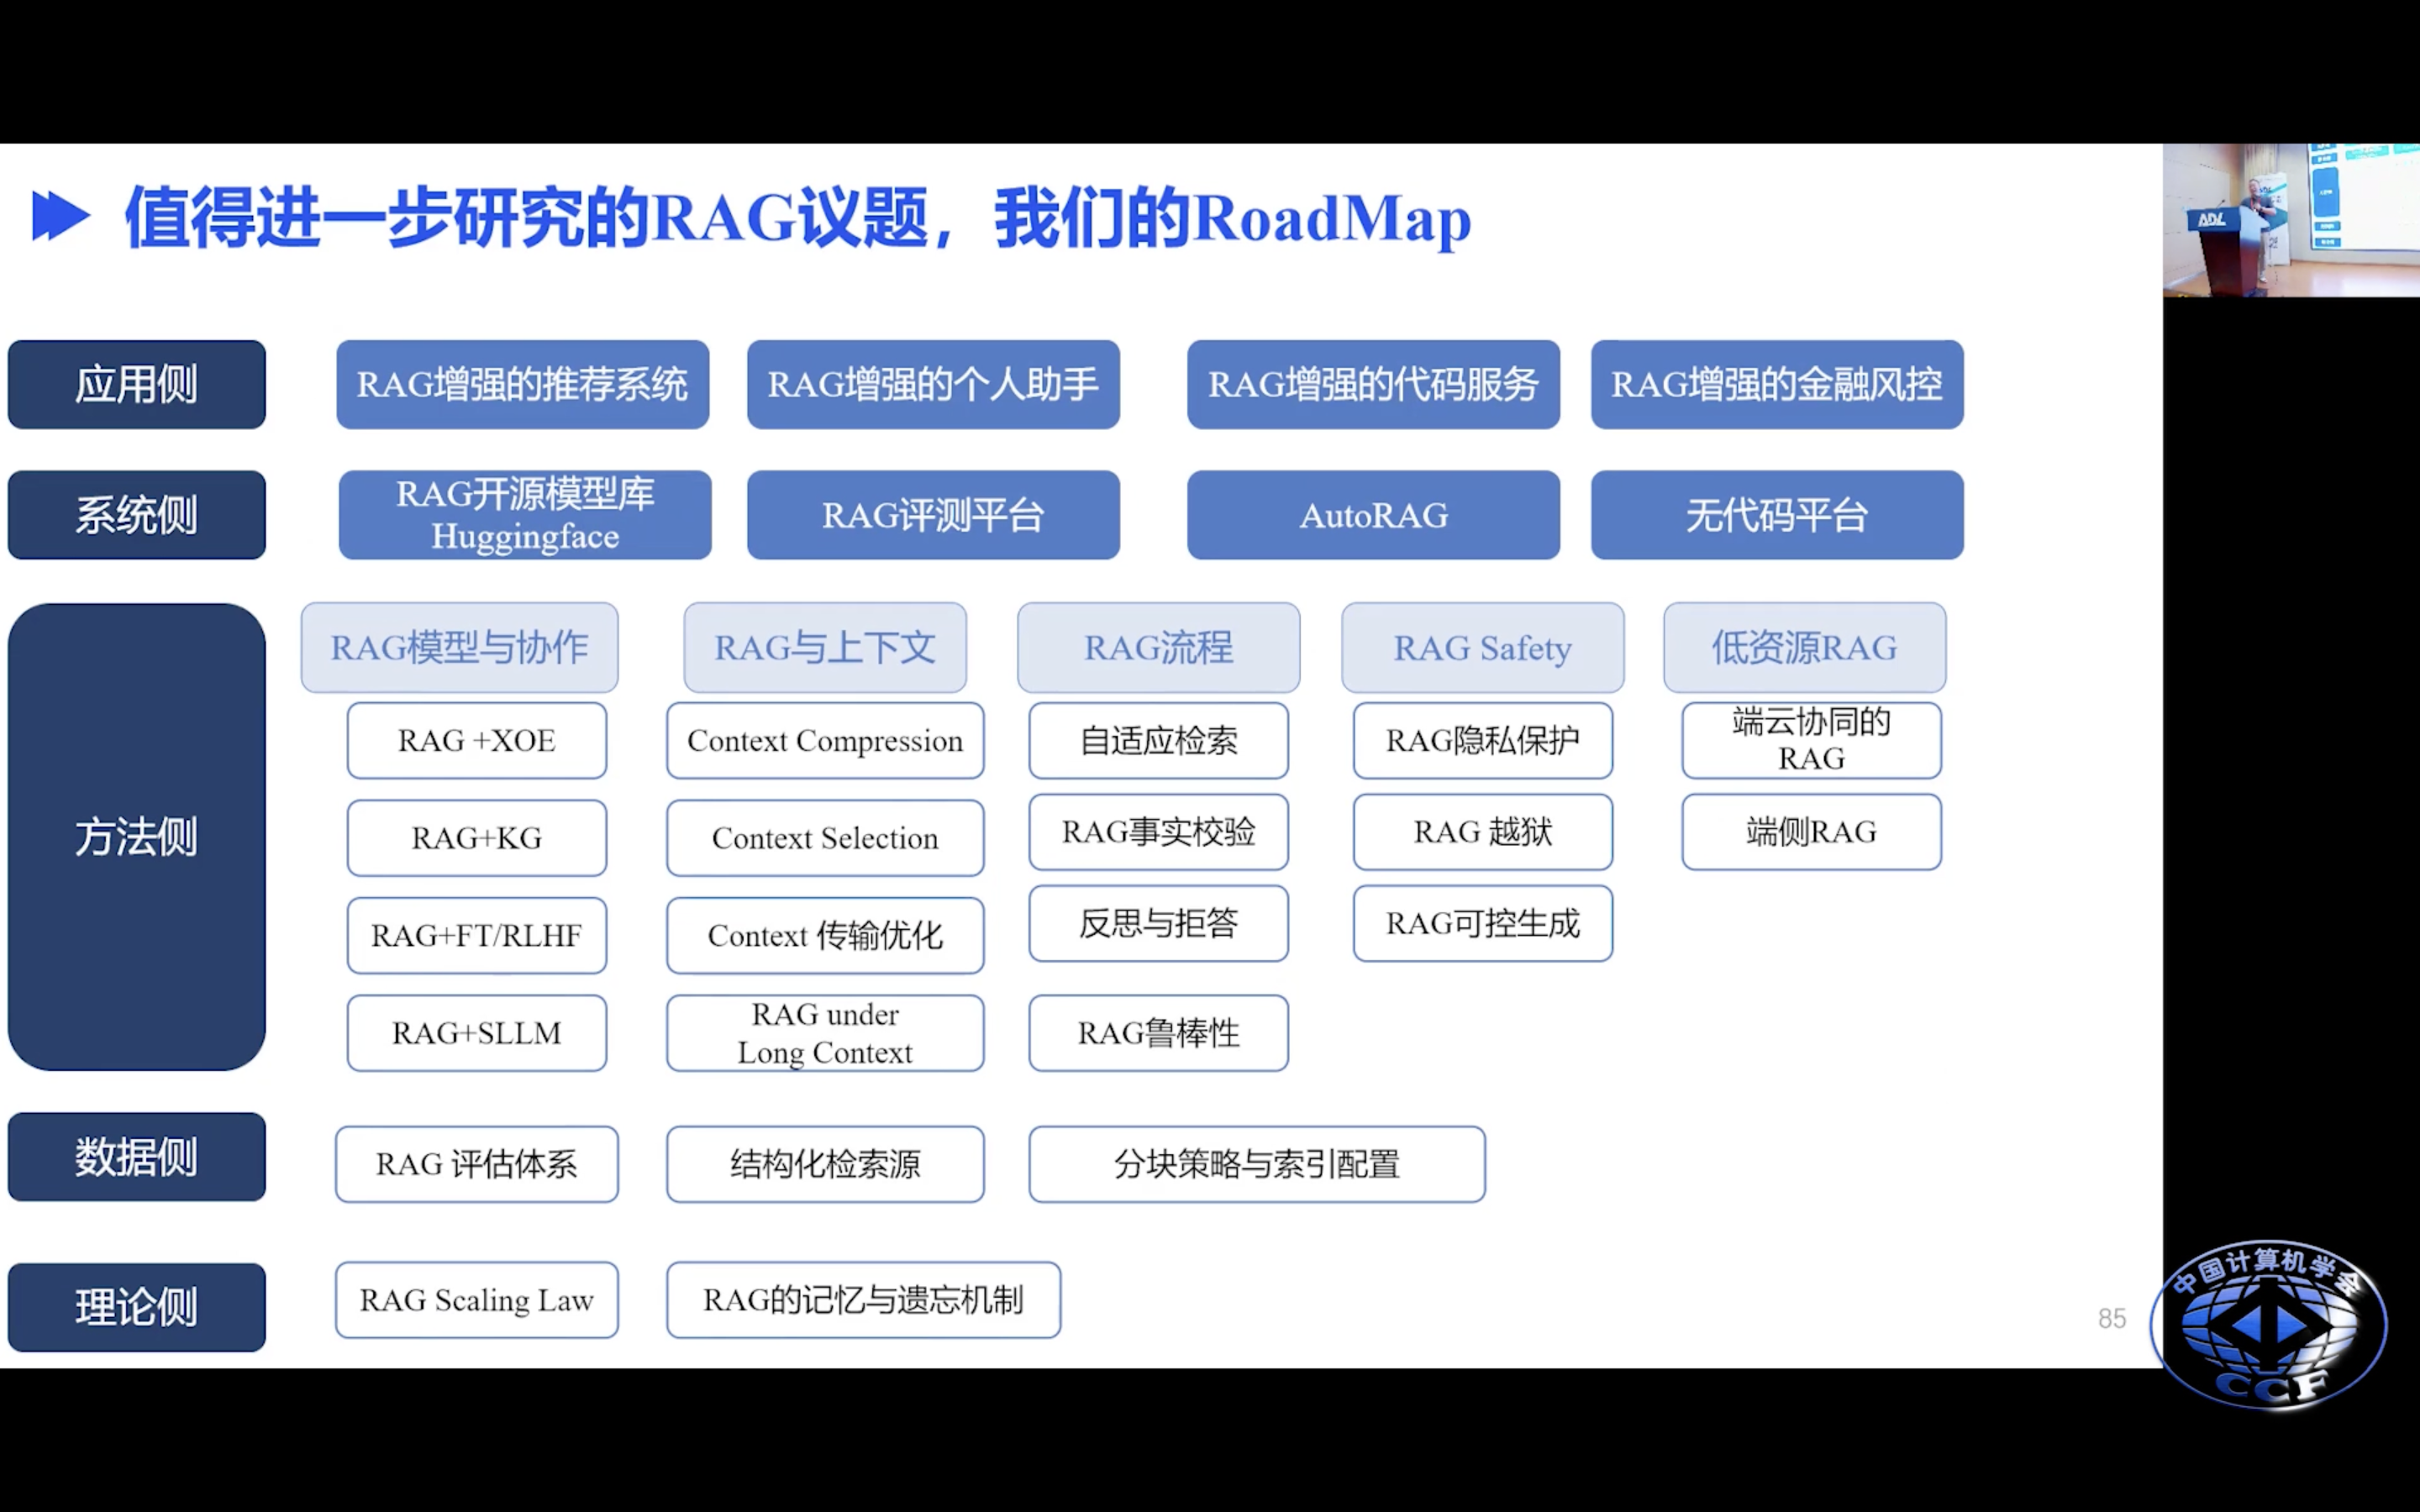 值得进一步研究的RAG议题，我们的RoadMap
ADL
应用侧
RAG增强的推荐系统
RAG增强的个人助手
RAG增强的代码服务
RAG增强的金融风控
系统侧
RAG开源模型库
Huggingface
RAG评测平台
AutoRAG
无代码平台
方法侧
RAG模型与协作
RAG与上下文
RAG流程
RAG Safety
低资源RAG
RAG +XOE
Context Compression
自适应检索
RAG隐私保护
端云协同的
RAG
RAG+KG
Context Selection
RAG事实校验
RAG 越狱
端侧RAG
RAG+FT/RLHF
Context 传输优化
反思与拒答
RAG可控生成
RAG+SLLM
RAG under
Long Context
RAG鲁棒性
数据侧
RAG 评估体系
结构化检索源
分块策略与索引配置
理论侧
RAG Scaling Law
RAG的记忆与遗忘机制
85
中国计算机学会
CCF